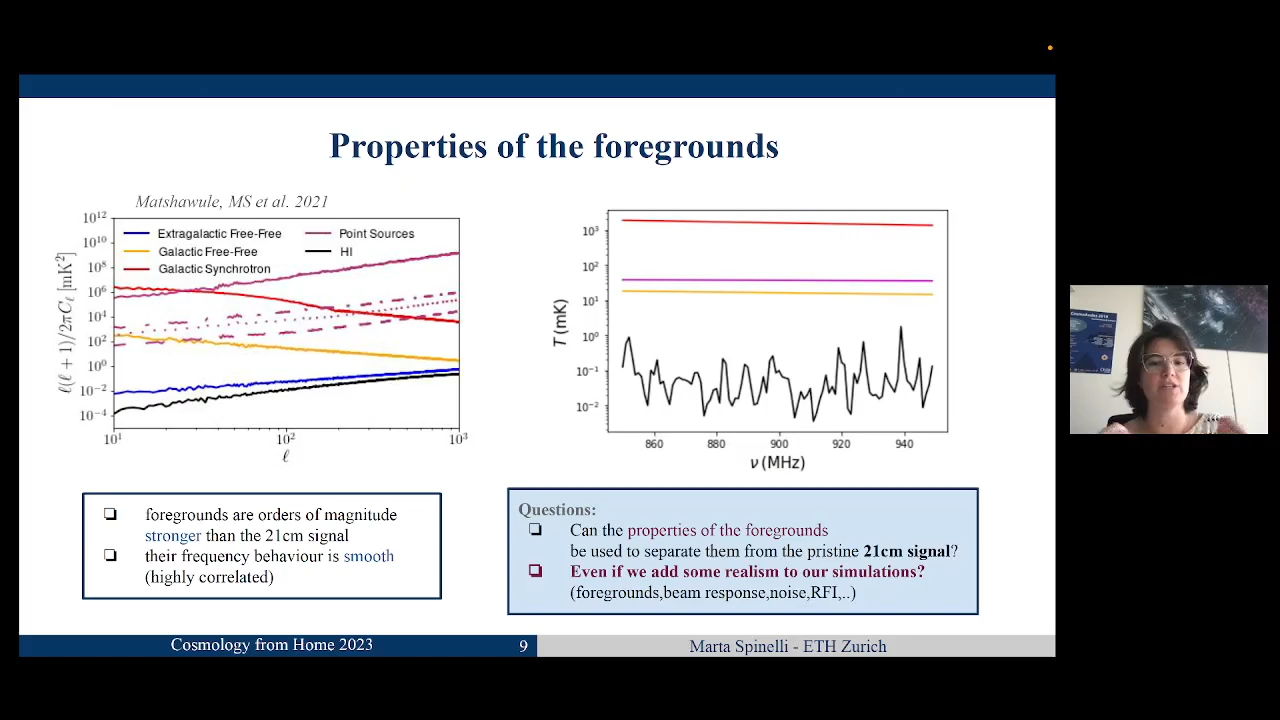 Properties of the foregrounds
Matshawule, MS et al. 2021
10¹²
10¹⁰
10⁸
10⁶
10⁴
10²
10⁰
10⁻²
10⁻⁴
ℓ(ℓ + 1)/2πCℓ [mK²]
Extragalactic Free-Free
Galactic Free-Free
Galactic Synchrotron
Point Sources
HI
10¹
10²
10³
ℓ
10³
10²
10¹
10⁰
10⁻¹
10⁻²
T (mK)
860
880
900
920
940
ν (MHz)
❑ foregrounds are orders of magnitude
stronger than the 21cm signal
❑ their frequency behaviour is smooth
(highly correlated)
Questions:
❑ Can the properties of the foregrounds
be used to separate them from the pristine 21cm signal?
❑ Even if we add some realism to our simulations?
(foregrounds,beam response,noise,RFI,..)
Cosmology from Home 2023
9
Marta Spinelli - ETH Zurich